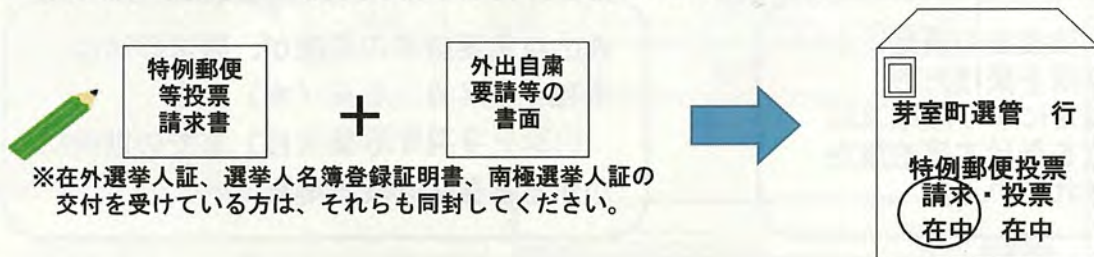 特例郵便
等投票
請求書
+
外出自粛
要請等の
書面
※在外選挙人証、選挙人名簿登録証明書、南極選挙人証の
交付を受けている方は、それらも同封してください。
芽室町選管　行
特例郵便投票
請求・投票
在中　在中